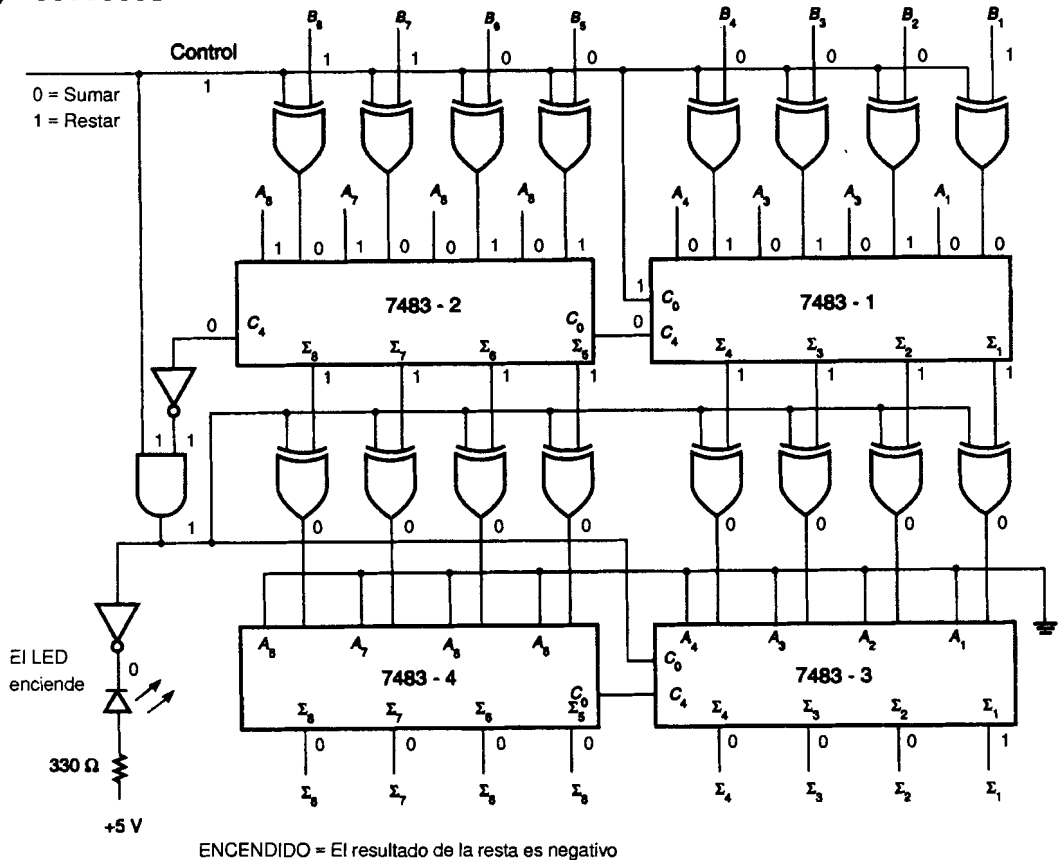 B₈ B₇ B₆ B₅ B₄ B₃ B₂ B₁
Control 1 1 0 0 0 0 0 1
1
0 = Sumar
1 = Restar
A₈ A₇ A₈ A₈ A₄ A₃ A₃ A₁
1 0 1 0 0 1 0 1 0 1 0 1 0 1 0 0
7483 - 2 1 7483 - 1
0 C₄ C₀ 0 C₀
C₄
Σ₈ Σ₇ Σ₆ Σ₅ Σ₄ Σ₃ Σ₂ Σ₁
1 1 1 1 1 1 1 1
1 1
1 0 0 0 0 0 0 0 0
A₈ A₇ A₈ A₆ A₄ A₃ A₂ A₁
El LED 0 7483 - 4 C₀ 7483 - 3
enciende C₀ C₄
Σ₈ Σ₇ Σ₆ Σ₅ Σ₄ Σ₃ Σ₂ Σ₁
330 Ω 0 0 0 0 0 0 0 1
Σ₈ Σ₇ Σ₈ Σ₈ Σ₄ Σ₃ Σ₂ Σ₁
+5 V
ENCENDIDO = El resultado de la resta es negativo